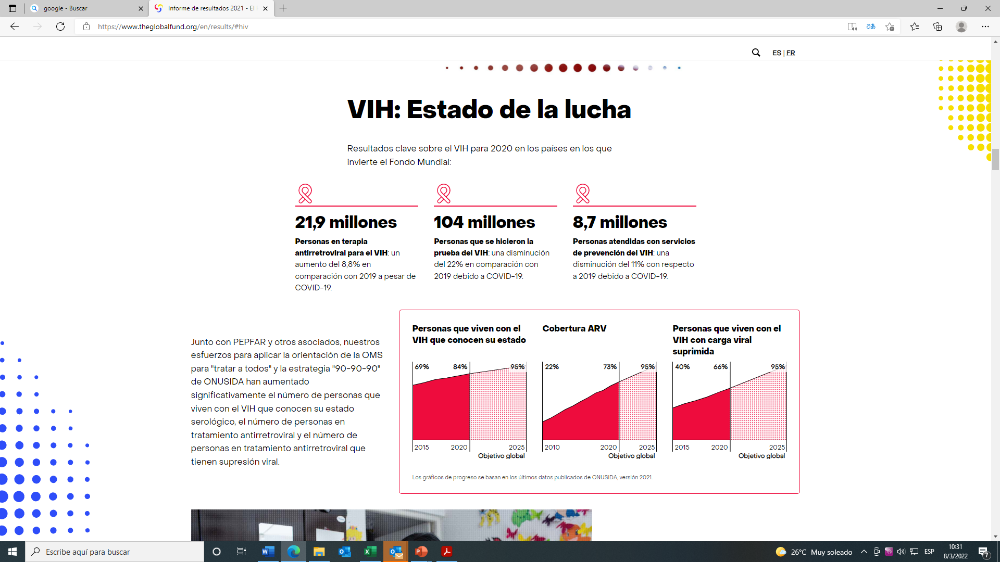 google - Buscar
Informe de resultados 2021 - El F
https://www.theglobalfund.org/en/results/#hiv
ES | FR
VIH: Estado de la lucha
Resultados clave sobre el VIH para 2020 en los países en los que
invierte el Fondo Mundial:
21,9 millones
Personas en terapia
antirretroviral para el VIH: un
aumento del 8,8% en
comparación con 2019 a pesar de
COVID-19.
104 millones
Personas que se hicieron la
prueba del VIH: una disminución
del 22% en comparación con
2019 debido a COVID-19.
8,7 millones
Personas atendidas con servicios
de prevención del VIH: una
disminución del 11% con respecto
a 2019 debido a COVID-19.
Junto con PEPFAR y otros asociados, nuestros
esfuerzos para aplicar la orientación de la OMS
para "tratar a todos" y la estrategia "90-90-90"
de ONUSIDA han aumentado
significativamente el número de personas que
viven con el VIH que conocen su estado
serológico, el número de personas en
tratamiento antirretroviral y el número de
personas en tratamiento antirretroviral que
tienen supresión viral.
Personas que viven con el
VIH que conocen su estado
69% 84% 95%
2015 2020 2025
Objetivo global
Cobertura ARV
22% 73% 95%
2010 2020 2025
Objetivo global
Personas que viven con el
VIH con carga viral
suprimida
40% 66% 95%
2015 2020 2025
Objetivo global
Los gráficos de progreso se basan en los últimos datos publicados de ONUSIDA, versión 2021.
Escribe aquí para buscar
26°C Muy soleado
ESP
10:31
8/3/2022
7